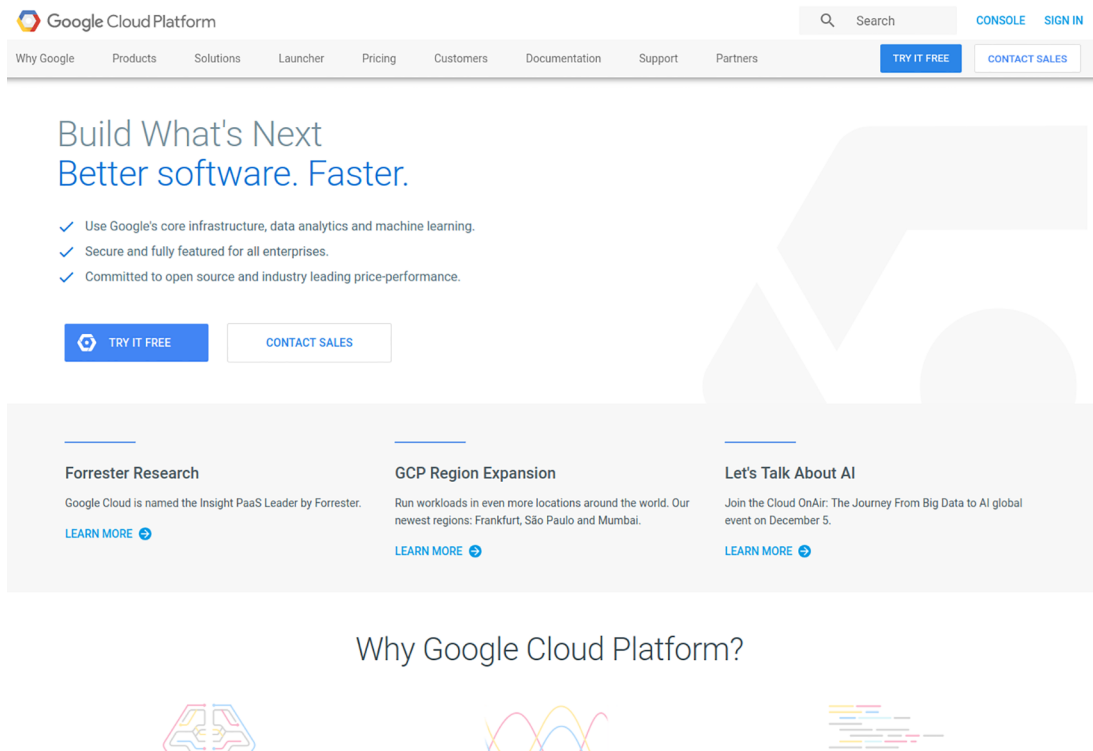 Google Cloud Platform
Search
CONSOLE
SIGN IN
Why Google
Products
Solutions
Launcher
Pricing
Customers
Documentation
Support
Partners
TRY IT FREE
CONTACT SALES
Build What's Next
Better software. Faster.
Use Google's core infrastructure, data analytics and machine learning.
Secure and fully featured for all enterprises.
Committed to open source and industry leading price-performance.
TRY IT FREE
CONTACT SALES
Forrester Research
Google Cloud is named the Insight PaaS Leader by Forrester.
LEARN MORE
GCP Region Expansion
Run workloads in even more locations around the world. Our
newest regions: Frankfurt, São Paulo and Mumbai.
LEARN MORE
Let's Talk About AI
Join the Cloud OnAir: The Journey From Big Data to AI global
event on December 5.
LEARN MORE
Why Google Cloud Platform?